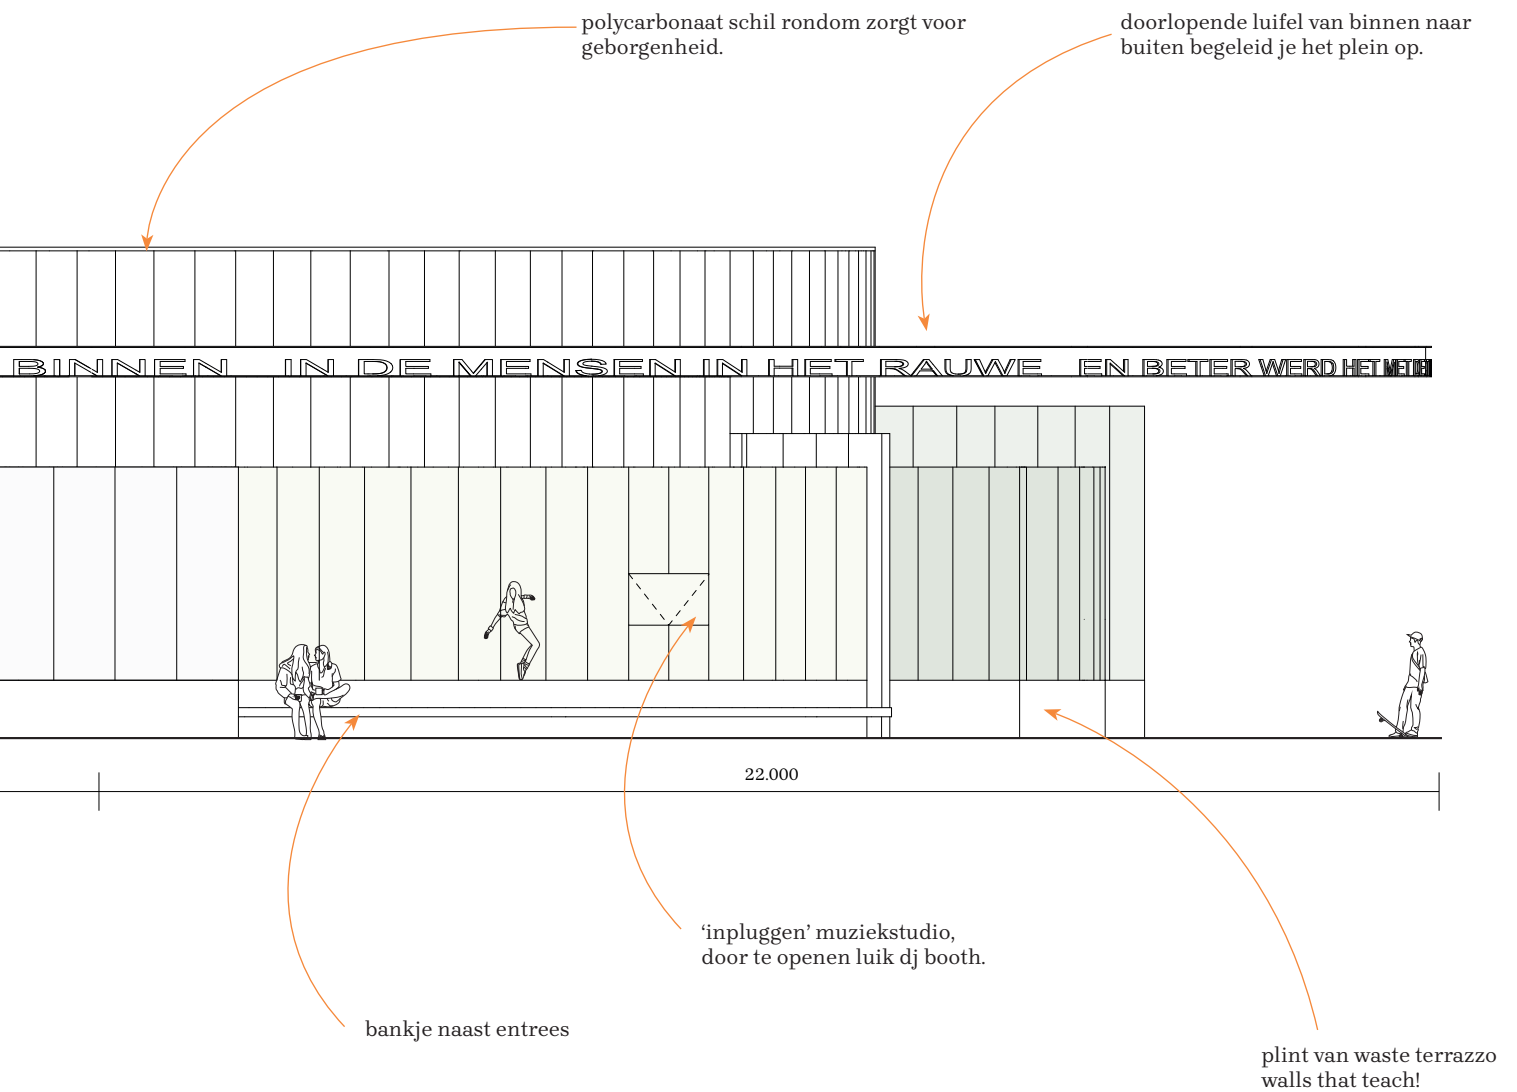 polycarbonaat schil rondom zorgt voor
geborgenheid.
doorlopende luifel van binnen naar
buiten begeleid je het plein op.
BINNEN IN DE MENSEN IN HET RAUWE EN BETER WERD HET MET
22.000
‘inpluggen’ muziekstudio,
door te openen luik dj booth.
bankje naast entrees
plint van waste terrazzo
walls that teach!